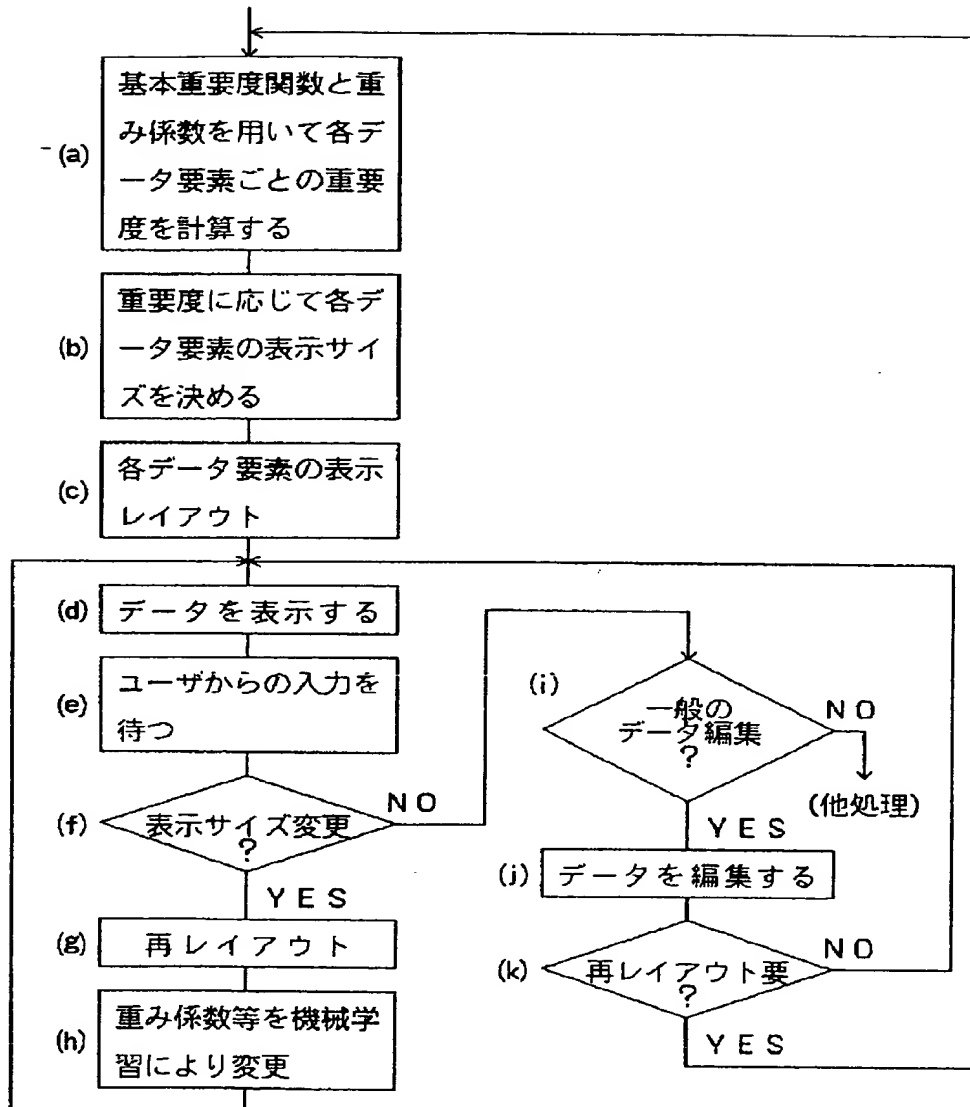 (a)
基本重要度関数と重
み係数を用いて各デ
ータ要素ごとの重要
度を計算する
(b)
重要度に応じて各デ
ータ要素の表示サイ
ズを決める
(c)
各データ要素の表示
レイアウト
(d)
データを表示する
(e)
ユーザからの入力を
待つ
(f)
表示サイズ変更
?
NO
YES
(g)
再レイアウト
(h)
重み係数等を機械学
習により変更
(i)
一般の
データ編集
?
NO
(他処理)
YES
(j)
データを編集する
(k)
再レイアウト要
?
NO
YES